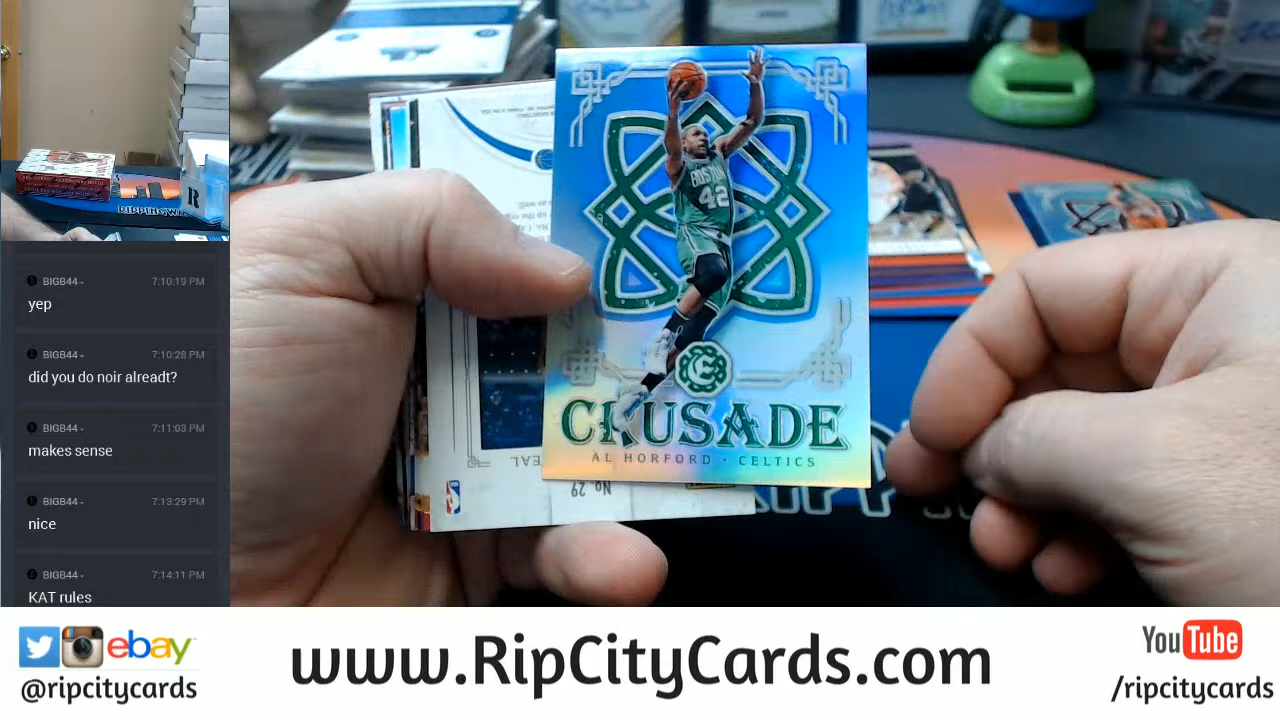 BIGB44
7:10:19 PM
yep
BIGB44
7:10:28 PM
did you do noir alreadt?
BIGB44
7:11:03 PM
makes sense
BIGB44
7:13:29 PM
nice
BIGB44
7:14:11 PM
KAT rules
RIPPINGWA
R
BOSTON
42
E
CRUSADE
AL HORFORD · CELTICS
No. 29
ebay
@ripcitycards
www.RipCityCards.com
YouTube
/ripcitycards